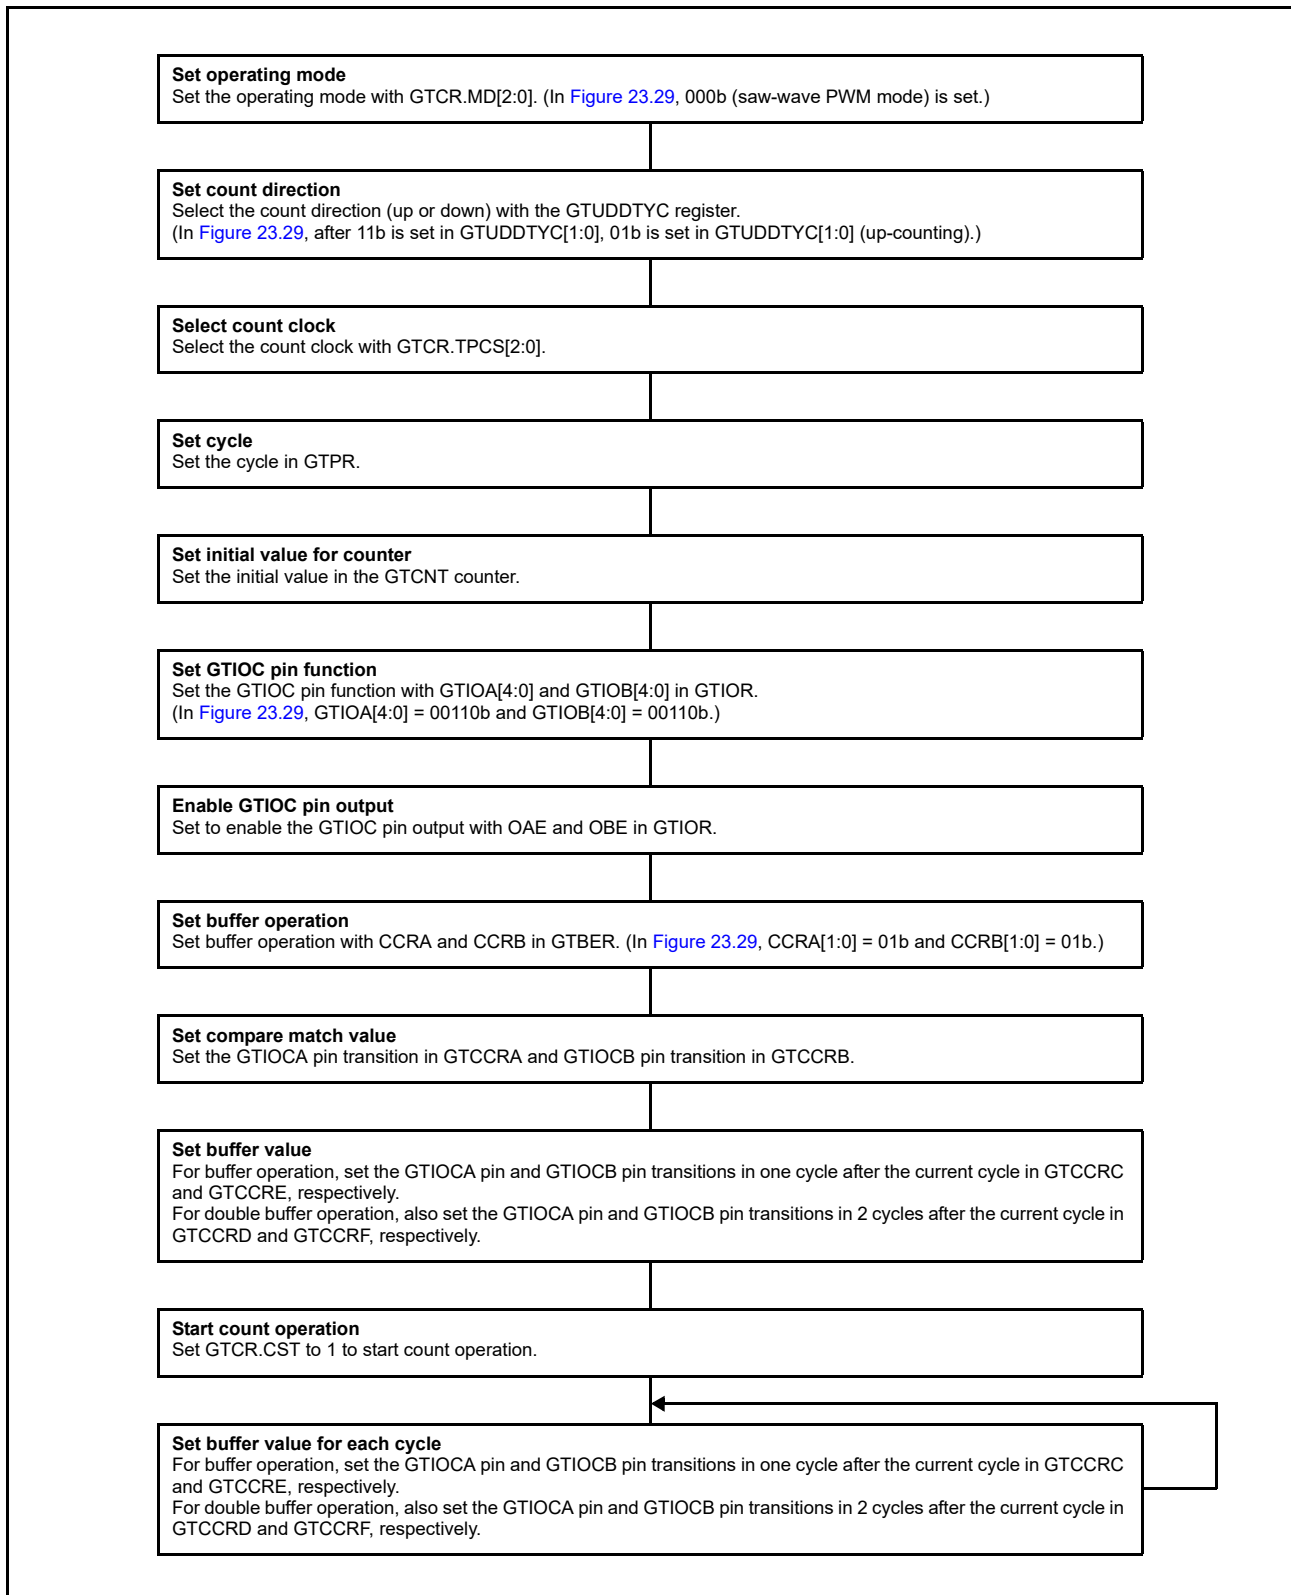 Set operating mode
Set the operating mode with GTCR.MD[2:0]. (In Figure 23.29, 000b (saw-wave PWM mode) is set.)
Set count direction
Select the count direction (up or down) with the GTUDDTYC register.
(In Figure 23.29, after 11b is set in GTUDDTYC[1:0], 01b is set in GTUDDTYC[1:0] (up-counting).)
Select count clock
Select the count clock with GTCR.TPCS[2:0].
Set cycle
Set the cycle in GTPR.
Set initial value for counter
Set the initial value in the GTCNT counter.
Set GTIOC pin function
Set the GTIOC pin function with GTIOA[4:0] and GTIOB[4:0] in GTIOR.
(In Figure 23.29, GTIOA[4:0] = 00110b and GTIOB[4:0] = 00110b.)
Enable GTIOC pin output
Set to enable the GTIOC pin output with OAE and OBE in GTIOR.
Set buffer operation
Set buffer operation with CCRA and CCRB in GTBER. (In Figure 23.29, CCRA[1:0] = 01b and CCRB[1:0] = 01b.)
Set compare match value
Set the GTIOCA pin transition in GTCCRA and GTIOCB pin transition in GTCCRB.
Set buffer value
For buffer operation, set the GTIOCA pin and GTIOCB pin transitions in one cycle after the current cycle in GTCCRC
and GTCCRE, respectively.
For double buffer operation, also set the GTIOCA pin and GTIOCB pin transitions in 2 cycles after the current cycle in
GTCCRD and GTCCRF, respectively.
Start count operation
Set GTCR.CST to 1 to start count operation.
Set buffer value for each cycle
For buffer operation, set the GTIOCA pin and GTIOCB pin transitions in one cycle after the current cycle in GTCCRC
and GTCCRE, respectively.
For double buffer operation, also set the GTIOCA pin and GTIOCB pin transitions in 2 cycles after the current cycle in
GTCCRD and GTCCRF, respectively.